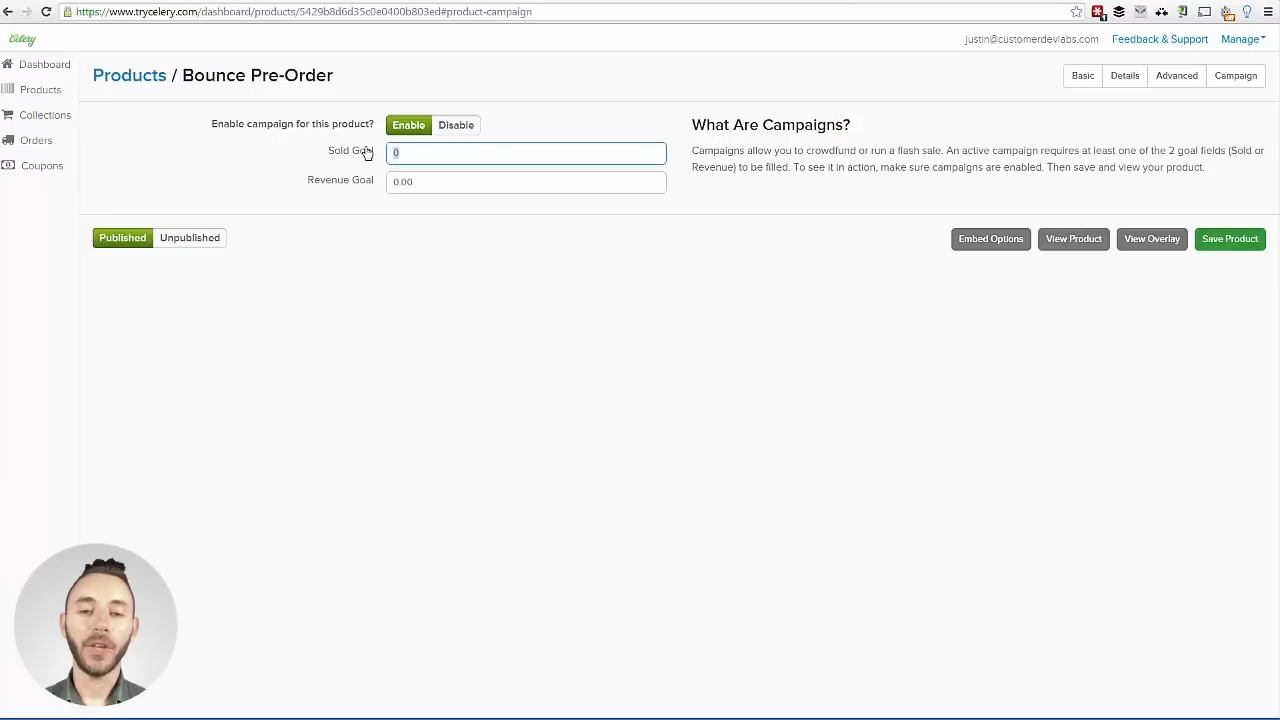 https://www.trycelery.com/dashboard/products/5429b8d6d35c0e0400b803ed#product-campaign
Celery
justin@customerdevlabs.com Feedback & Support Manage
Dashboard
Products
Collections
Orders
Coupons
Products / Bounce Pre-Order
Basic Details Advanced Campaign
Enable campaign for this product? Enable Disable
Sold Goal 0
Revenue Goal 0.00
What Are Campaigns?
Campaigns allow you to crowdfund or run a flash sale. An active campaign requires at least one of the 2 goal fields (Sold or
Revenue) to be filled. To see it in action, make sure campaigns are enabled. Then save and view your product.
Published Unpublished
Embed Options View Product View Overlay Save Product